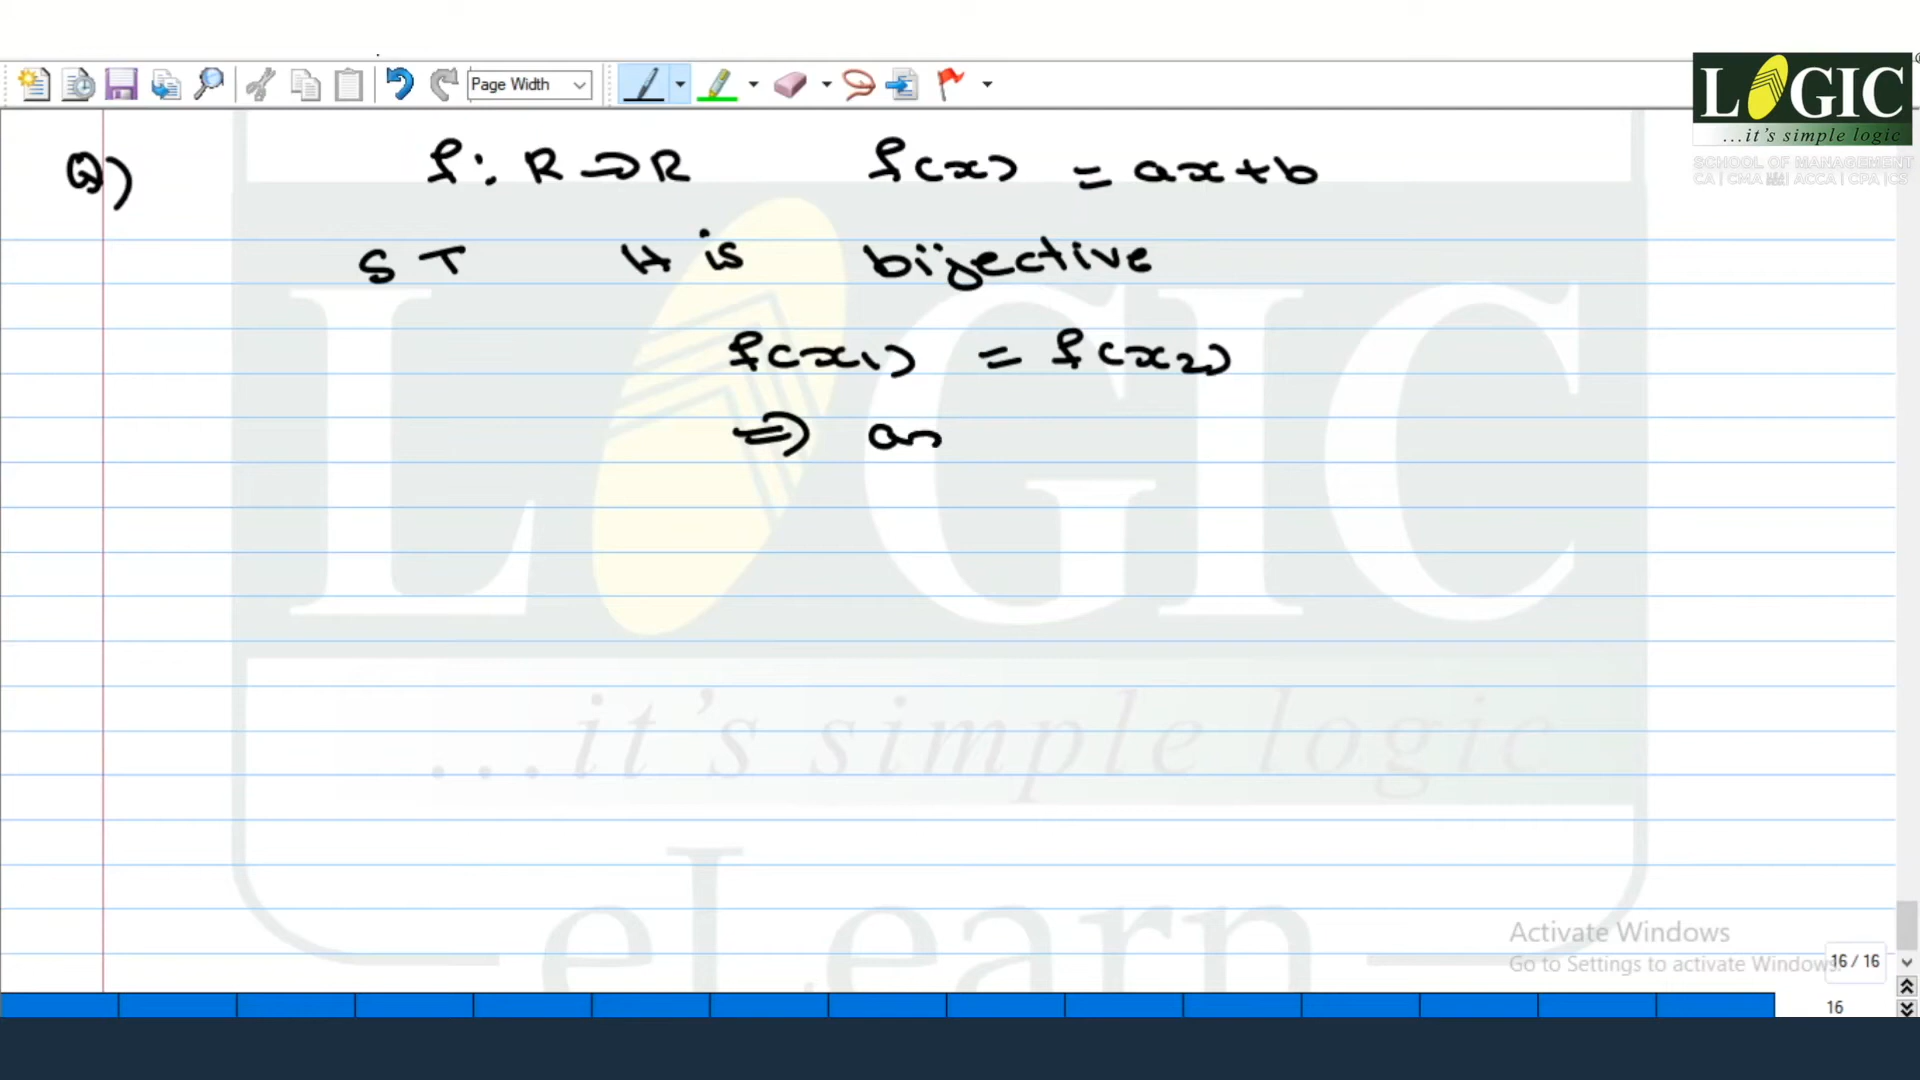 Page Width
LOGIC
...it's simple logic
SCHOOL OF MANAGEMENT
CA | CMA | ACCA | CPA | CS
Q) f: R → R f(x) = ax+b
S T it is bijective
f(x1) = f(x2)
⇒ a
LOGIC
...it's simple logic
eLearn
Activate Windows
Go to Settings to activate Windows.
16 / 16
16